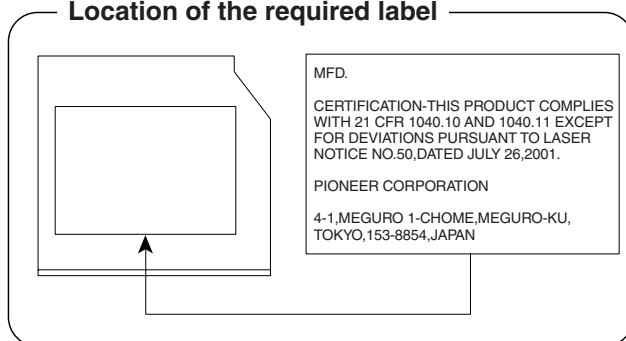 Location of the required label
MFD.
CERTIFICATION-THIS PRODUCT COMPLIES
WITH 21 CFR 1040.10 AND 1040.11 EXCEPT
FOR DEVIATIONS PURSUANT TO LASER
NOTICE NO.50,DATED JULY 26,2001.
PIONEER CORPORATION
4-1,MEGURO 1-CHOME,MEGURO-KU,
TOKYO,153-8854,JAPAN